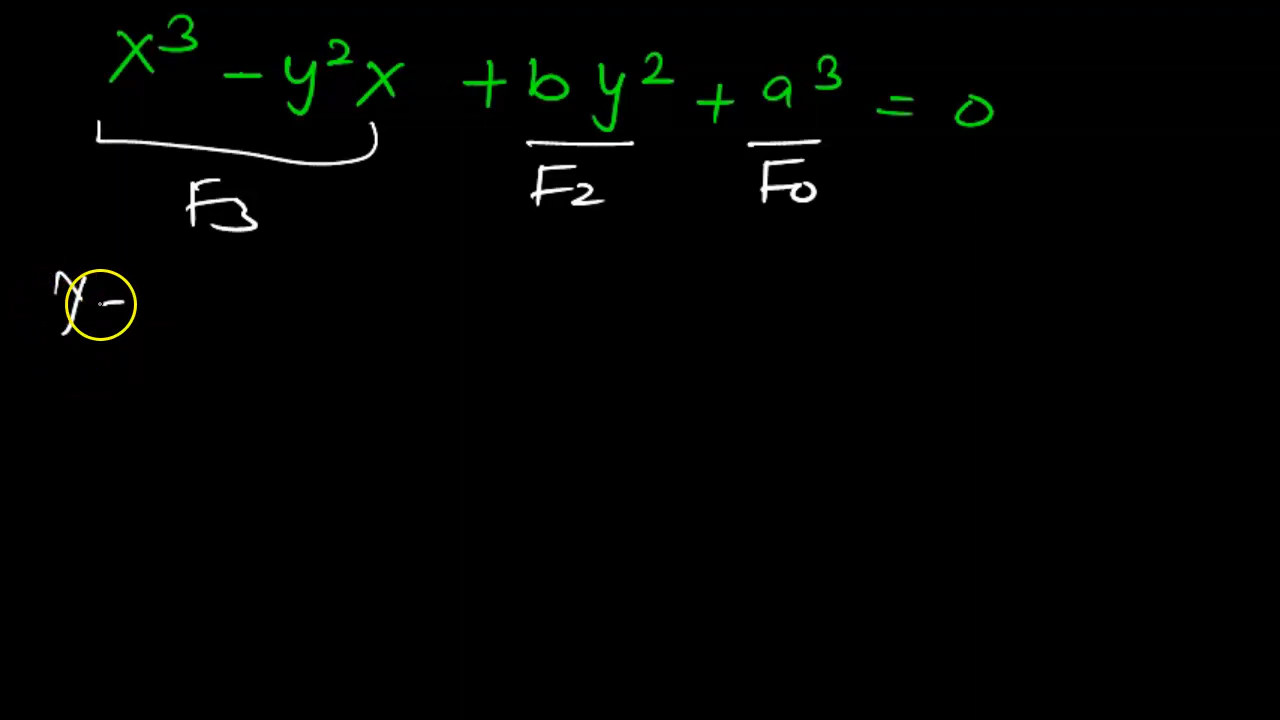 x³ - y²x + by² + a³ = 0
F3 F2 F0
y -